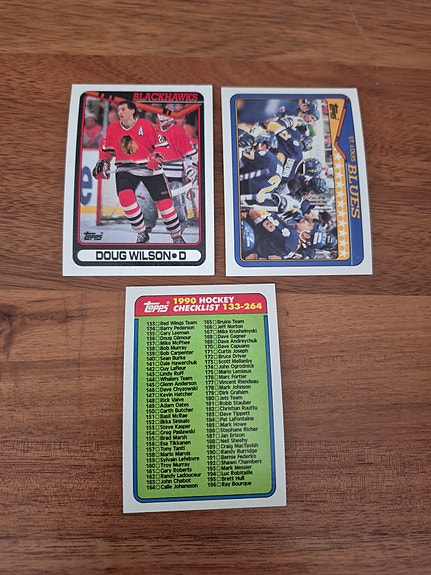 BLACKHAWKS
A
Topps
DOUG WILSON • D
Topps
ST. LOUIS
BLUES
Topps
1990 HOCKEY
CHECKLIST 133-264
133 Red Wings Team
134 Barry Pederson
135 Gary Leeman
136 Doug Gilmour
137 Mike McPhee
138 Bob Murray
139 Bob Carpenter
140 Sean Burke
141 Dale Hawerchuk
142 Guy Lafleur
143 Lindy Ruff
144 Whalers Team
145 Glenn Anderson
146 Dave Chyzowski
147 Kevin Hatcher
148 Rick Vaive
149 Adam Oates
150 Garth Butcher
151 Basil McRae
152 Ilkka Sinisalo
153 Steve Kasper
154 Greg Paslawski
155 Brad Marsh
156 Esa Tikkanen
157 Tony Tanti
158 Mario Marois
159 Sylvain Lefebvre
160 Troy Murray
161 Gary Roberts
162 Randy Ladouceur
163 John Chabot
164 Calle Johansson
165 Bruins Team
166 Jeff Norton
167 Mike Krushelnyski
168 Dave Gagner
169 Dave Andreychuk
170 Dave Capuano
171 Curtis Joseph
172 Bruce Driver
173 Scott Mellanby
174 John Ogrodnick
175 Mario Lemieux
176 Marc Fortier
177 Vincent Riendeau
178 Mark Johnson
179 Dirk Graham
180 Jets Team
181 Robb Stauber
182 Christian Ruuttu
183 Dave Tippett
184 Pat LaFontaine
185 Mark Howe
186 Stephane Richer
187 Jan Erixon
188 Neil Sheehy
189 Craig MacTavish
190 Randy Burridge
191 Bernie Federko
192 Shawn Chambers
193 Mark Messier
194 Luc Robitaille
195 Brett Hull
196 Ray Bourque